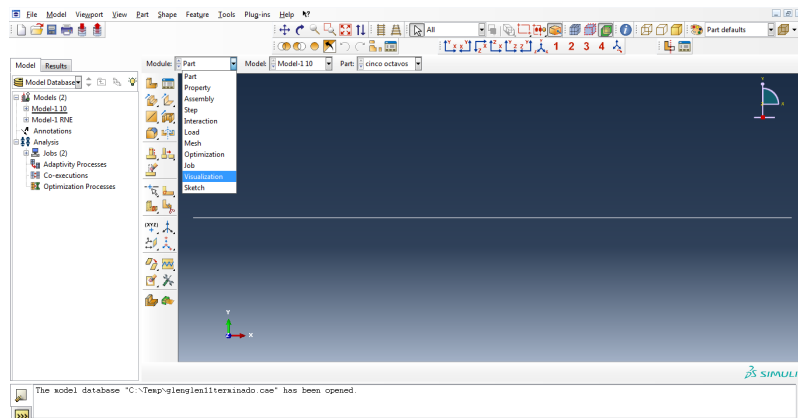 File Model Viewport View Part Shape Feature Tools Plug-ins Help
All Part defaults
1 2 3 4
Model Results Module: Part Model: Model-1 10 Part: cinco octavos
Model Database
Models (2)
Model-1 10
Model-1 RNE
Annotations
Analysis
Jobs (2)
Adaptivity Processes
Co-executions
Optimization Processes
Part
Property
Assembly
Step
Interaction
Load
Mesh
Optimization
Job
Visualization
Sketch
(XYZ)
Y
X
Y
Z X
SIMULI
The model database "C:\Temp\glenglen11terminado.cae" has been opened.
>>>